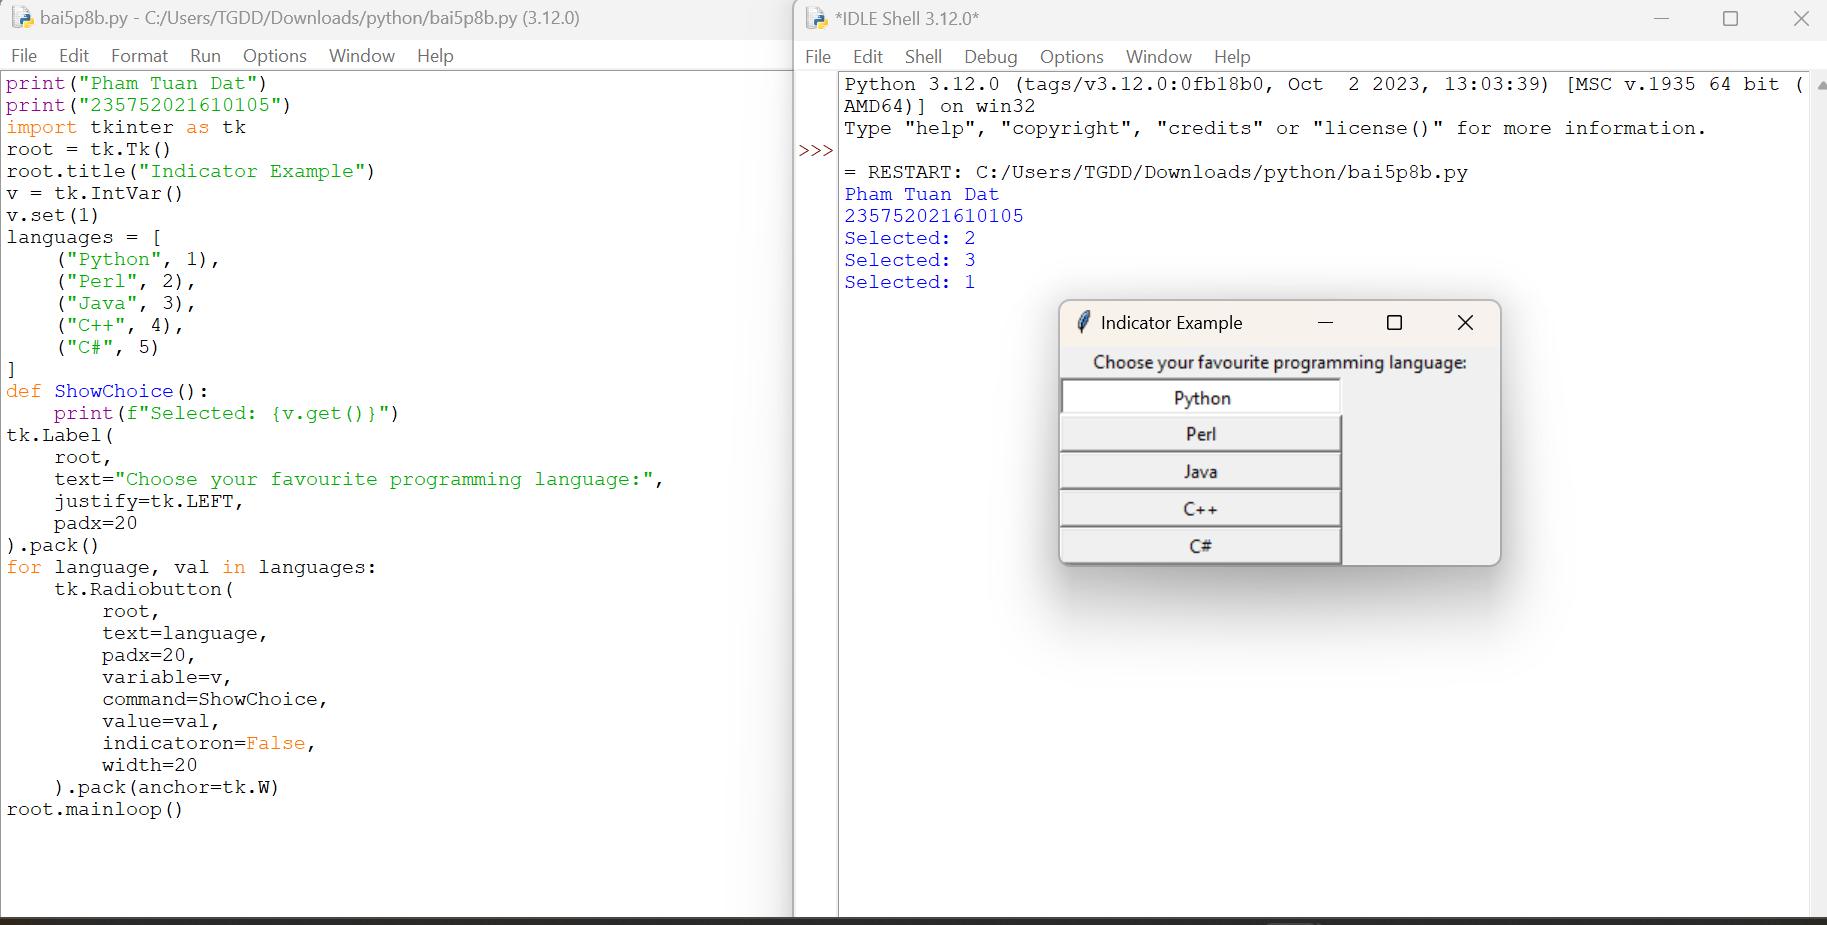 bai5p8b.py - C:/Users/TGDD/Downloads/python/bai5p8b.py (3.12.0)
File Edit Format Run Options Window Help
print("Pham Tuan Dat")
print("235752021610105")
import tkinter as tk
root = tk.Tk()
root.title("Indicator Example")
v = tk.IntVar()
v.set(1)
languages = [
    ("Python", 1),
    ("Perl", 2),
    ("Java", 3),
    ("C++", 4),
    ("C#", 5)
]
def ShowChoice():
    print(f"Selected: {v.get()}")
tk.Label(
    root,
    text="Choose your favourite programming language:",
    justify=tk.LEFT,
    padx=20
).pack()
for language, val in languages:
    tk.Radiobutton(
        root,
        text=language,
        padx=20,
        variable=v,
        command=ShowChoice,
        value=val,
        indicatoron=False,
        width=20
    ).pack(anchor=tk.W)
root.mainloop()
*IDLE Shell 3.12.0*
File Edit Shell Debug Options Window Help
Python 3.12.0 (tags/v3.12.0:0fb18b0, Oct  2 2023, 13:03:39) [MSC v.1935 64 bit (
AMD64)] on win32
Type "help", "copyright", "credits" or "license()" for more information.
>>>
= RESTART: C:/Users/TGDD/Downloads/python/bai5p8b.py
Pham Tuan Dat
235752021610105
Selected: 2
Selected: 3
Selected: 1
Indicator Example
Choose your favourite programming language:
Python
Perl
Java
C++
C#